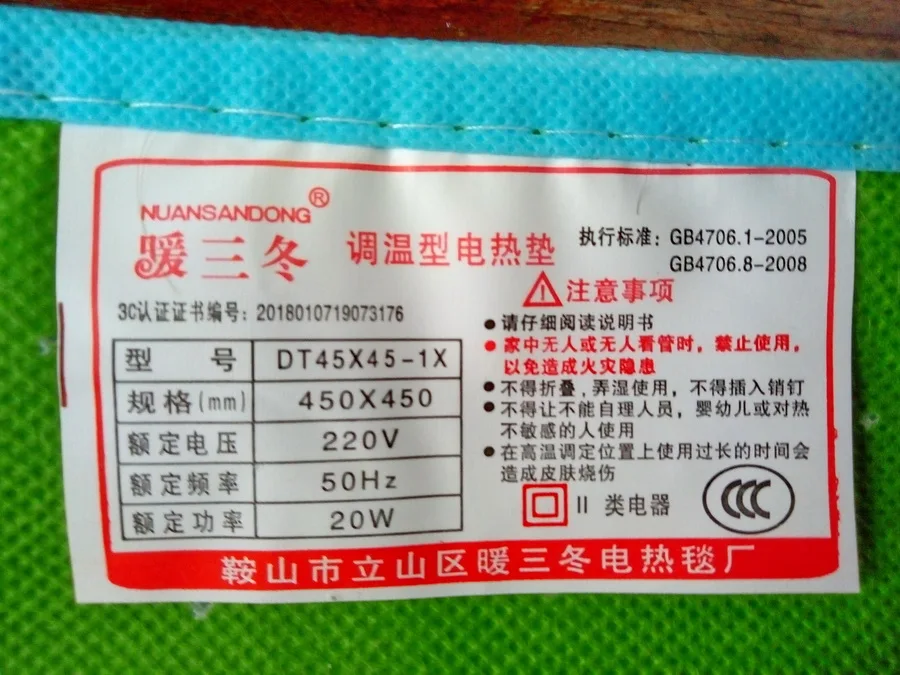 NUANSANDONG®
暖三冬 调温型电热垫
执行标准：GB4706.1-2005
GB4706.8-2008
3C认证证书编号：2018010719073176
型 号 DT45X45-1X
规格(mm) 450X450
额定电压 220V
额定频率 50Hz
额定功率 20W
注意事项
●请仔细阅读说明书
●家中无人或无人看管时，禁止使用，
以免造成火灾隐患
●不得折叠，弄湿使用，不得插入销钉
●不得让不能自理人员，婴幼儿或对热
不敏感的人使用
●在高温调定位置上使用过长的时间会
造成皮肤烧伤
II 类电器
CCC
鞍山市立山区暖三冬电热毯厂